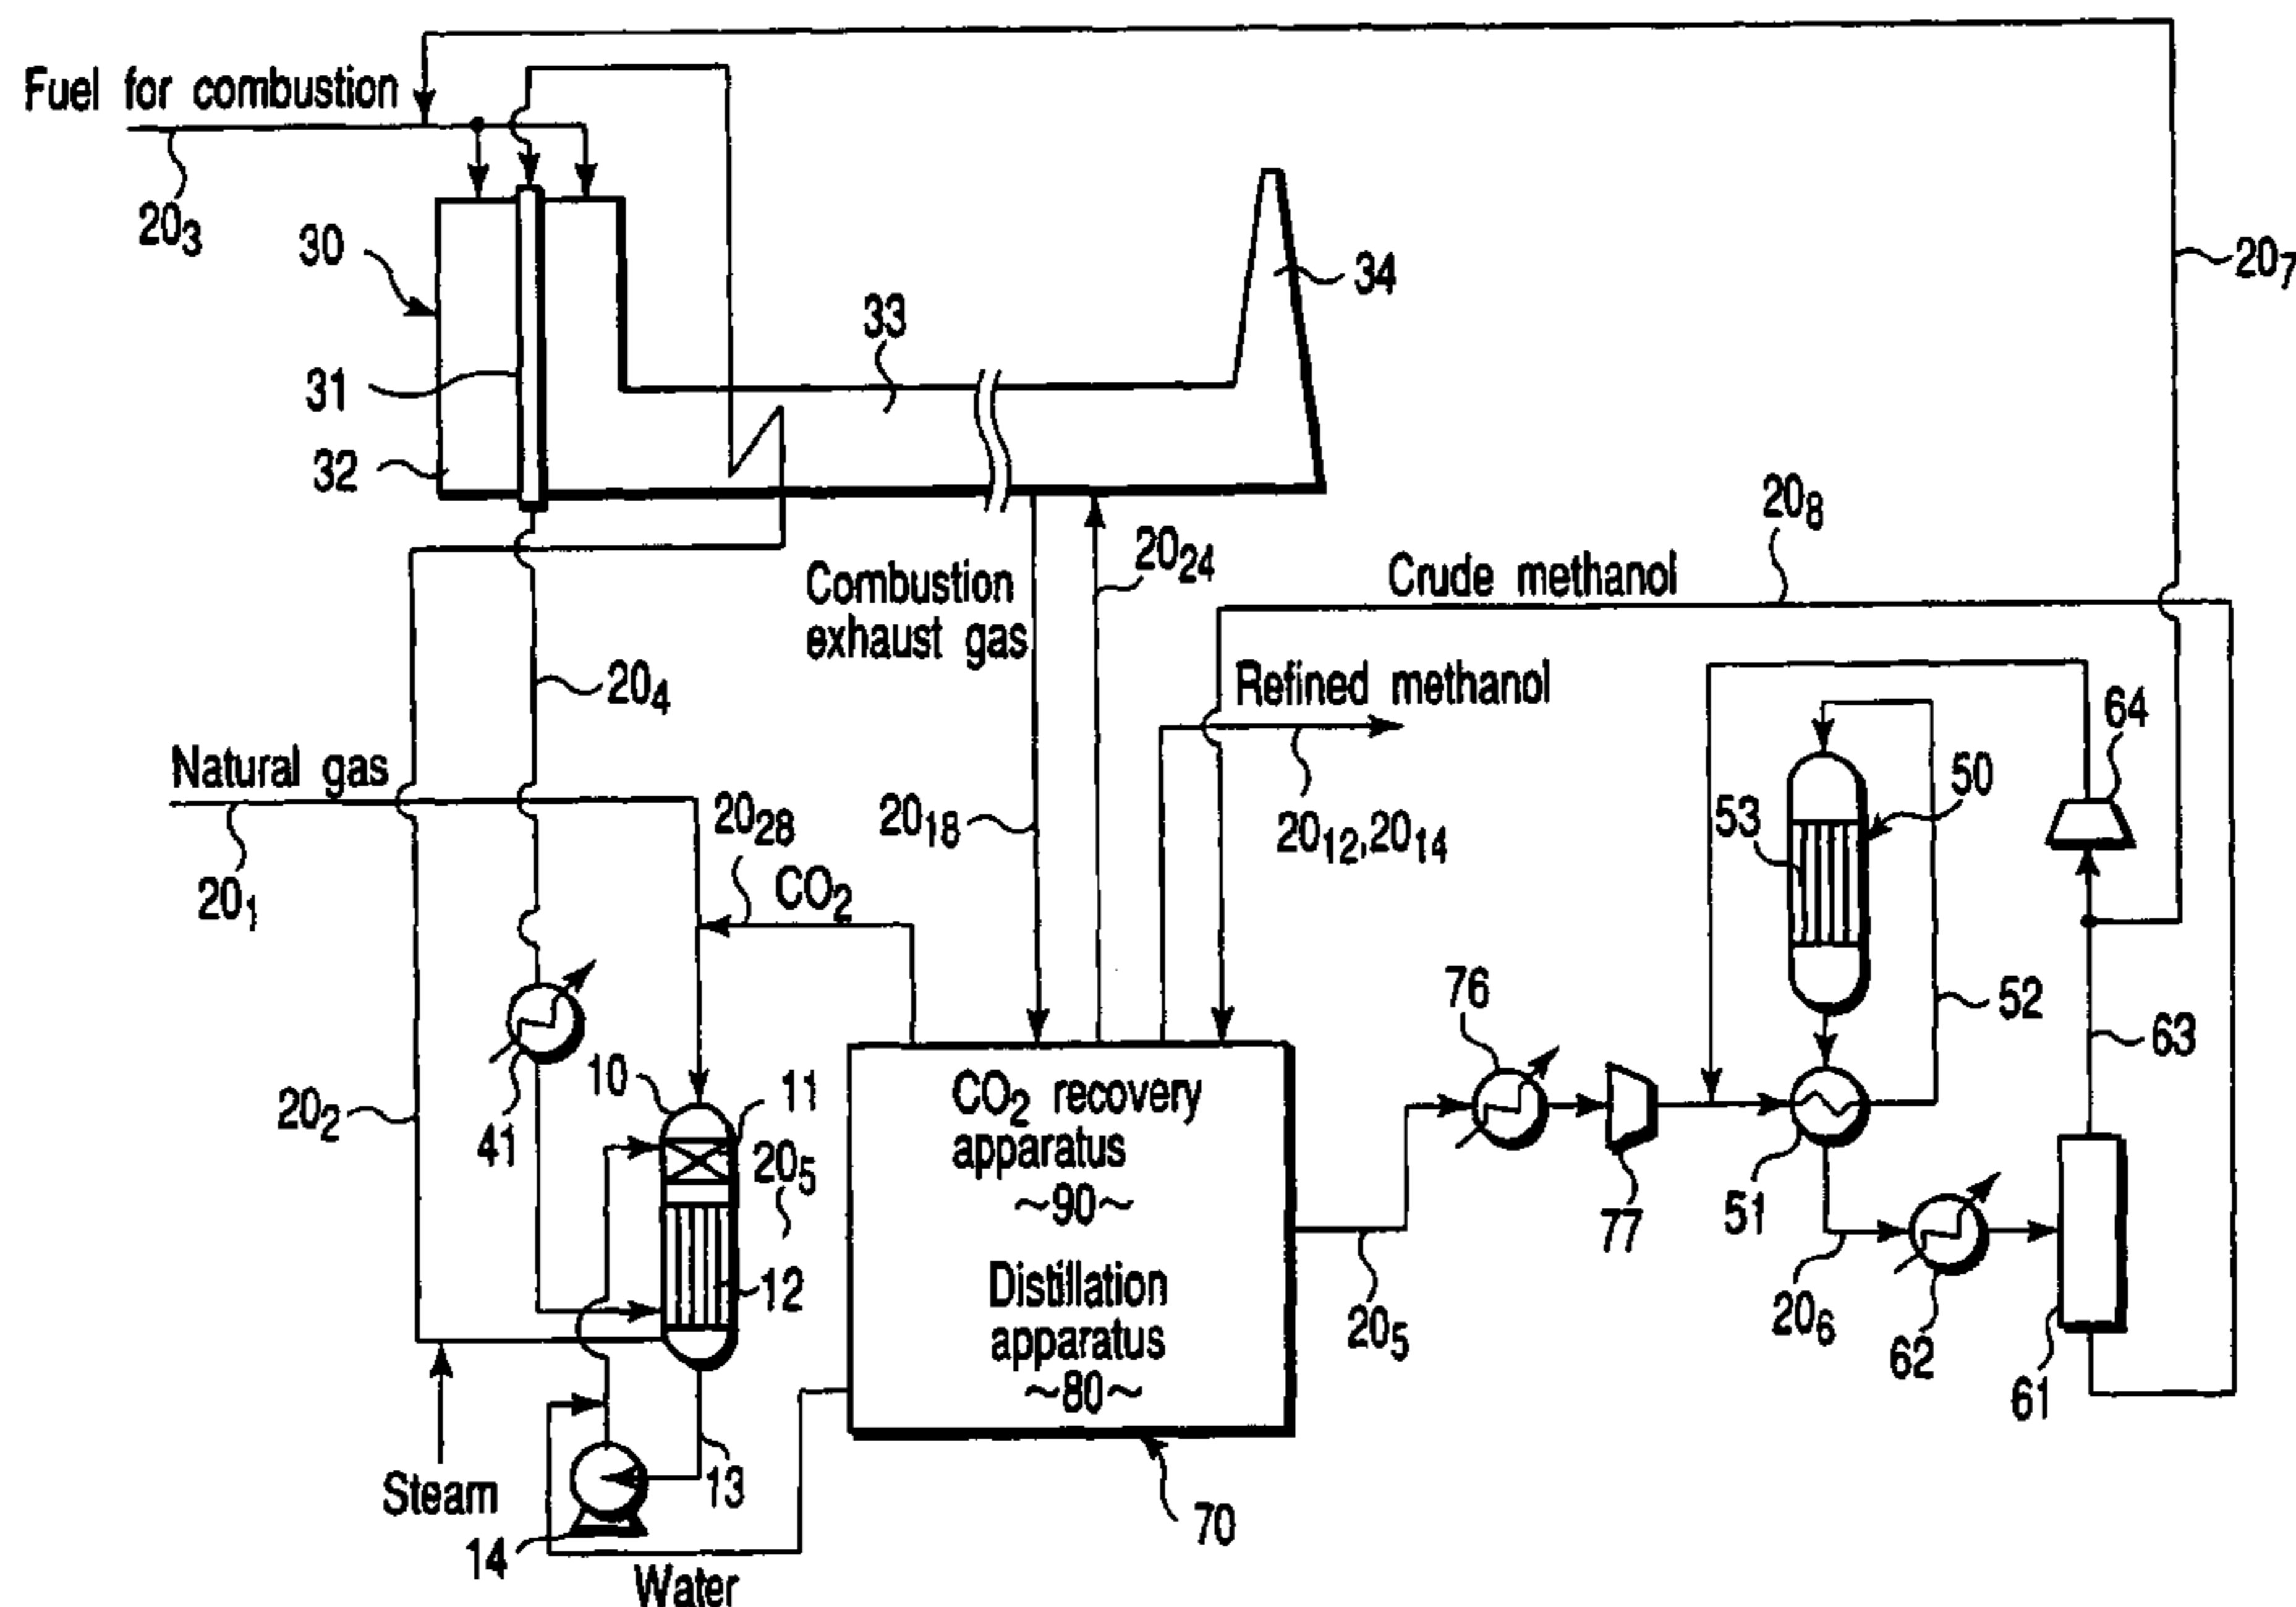 Fuel for combustion
20₃
30
31
32
33
34
20₇
20₈
20₂₄
Combustion
exhaust gas
Crude methanol
20₄
Refined methanol
64
Natural gas
20₂₈
20₁₈
20₁₂,20₁₄
53
50
20₁
CO₂
76
52
63
10
11
20₂
41
20₅
CO₂ recovery
apparatus
~90~
51
77
12
Distillation
apparatus
~80~
20₅
20₆
62
61
Steam
13
70
14
Water